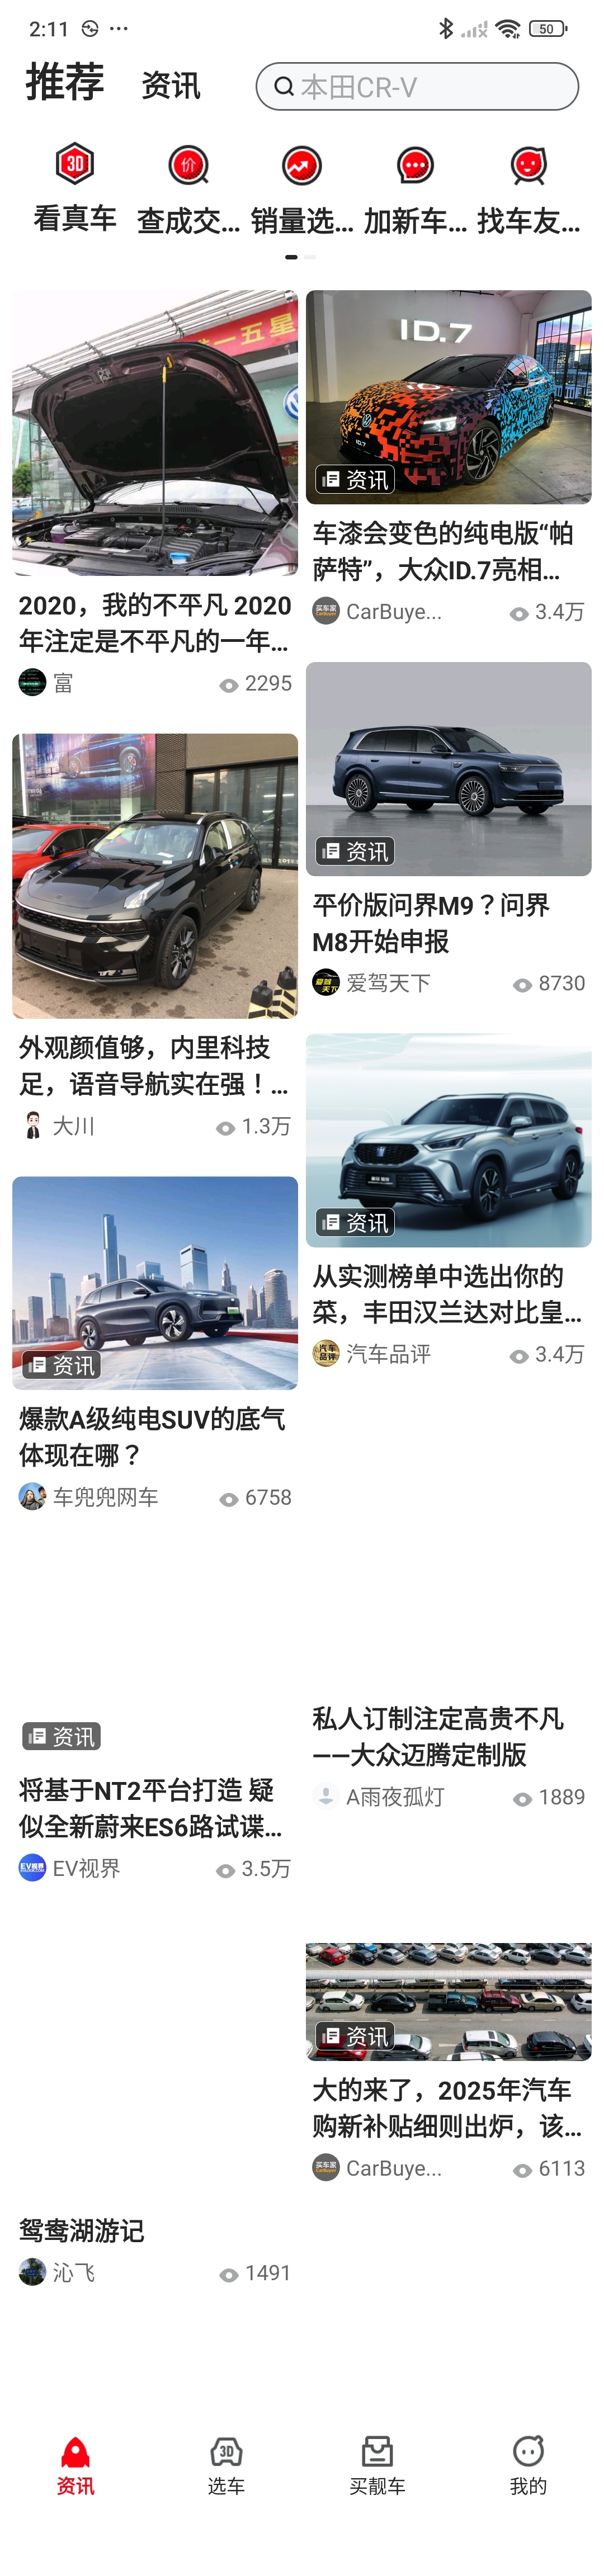 2:11
50
推荐
资讯
本田CR-V
3D
价
看真车
查成交...
销量选...
加新车...
找车友...
ID.7
资讯
车漆会变色的纯电版“帕
萨特”，大众ID.7亮相...
CarBuye...
3.4万
2020，我的不平凡 2020
年注定是不平凡的一年...
富
2295
资讯
平价版问界M9？问界
M8开始申报
爱驾天下
8730
外观颜值够，内里科技
足，语音导航实在强！...
大川
1.3万
资讯
从实测榜单中选出你的
菜，丰田汉兰达对比皇...
汽车品评
3.4万
资讯
爆款A级纯电SUV的底气
体现在哪？
车兜兜网车
6758
私人订制注定高贵不凡
——大众迈腾定制版
A雨夜孤灯
1889
资讯
将基于NT2平台打造 疑
似全新蔚来ES6路试谍...
EV视界
3.5万
资讯
大的来了，2025年汽车
购新补贴细则出炉，该...
CarBuye...
6113
鸳鸯湖游记
沁飞
1491
资讯
3D
选车
买靓车
我的